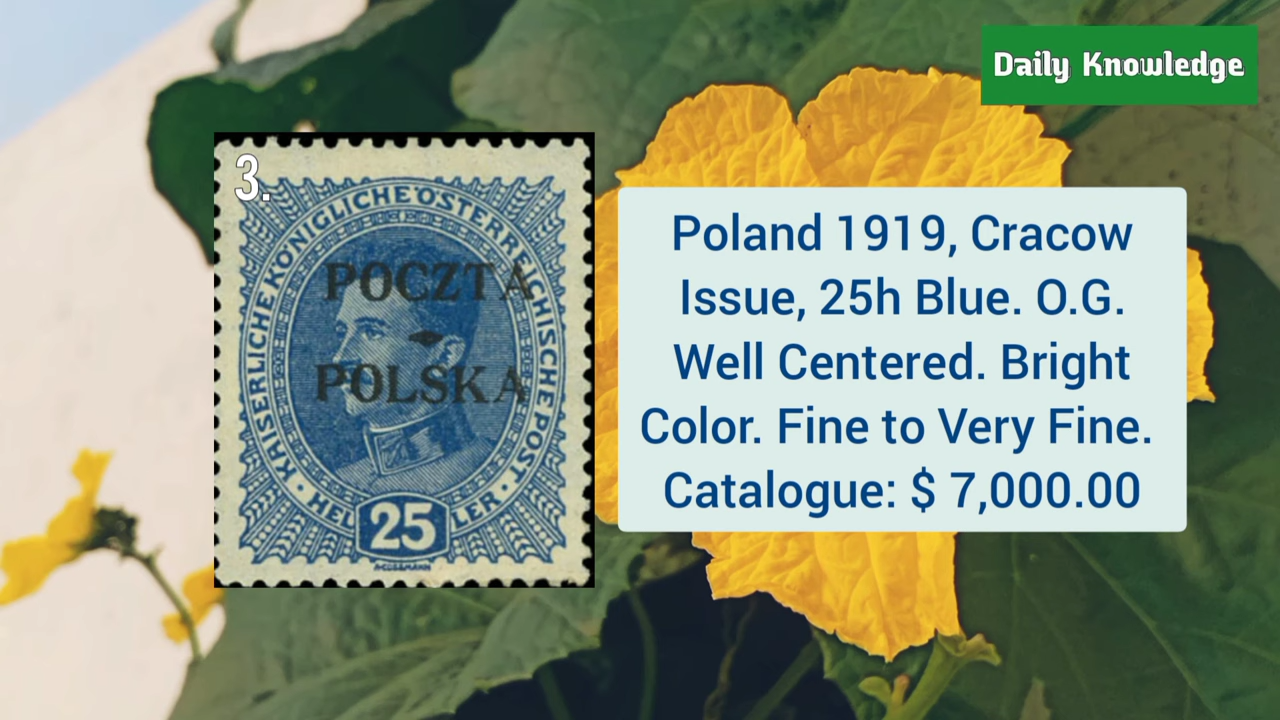 Daily Knowledge
3.
KAISERLICHE KÖNIGLICHE ÖSTERREICHISCHE POST
POCZTA
POLSKA
HELLER
25
Poland 1919, Cracow
Issue, 25h Blue. O.G.
Well Centered. Bright
Color. Fine to Very Fine.
Catalogue: $ 7,000.00